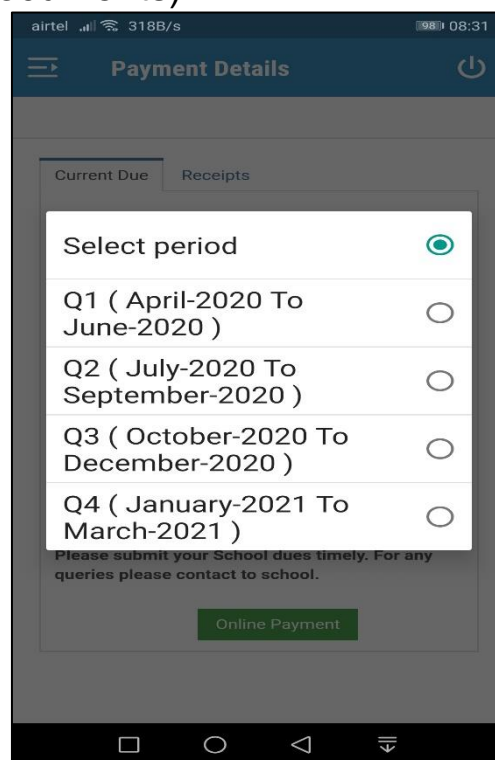 airtel 318B/s 98 08:31
Payment Details
Current Due Receipts
Select period
Q1 ( April-2020 To
June-2020 )
Q2 ( July-2020 To
September-2020 )
Q3 ( October-2020 To
December-2020 )
Q4 ( January-2021 To
March-2021 )
Please submit your School dues timely. For any
queries please contact to school.
Online Payment